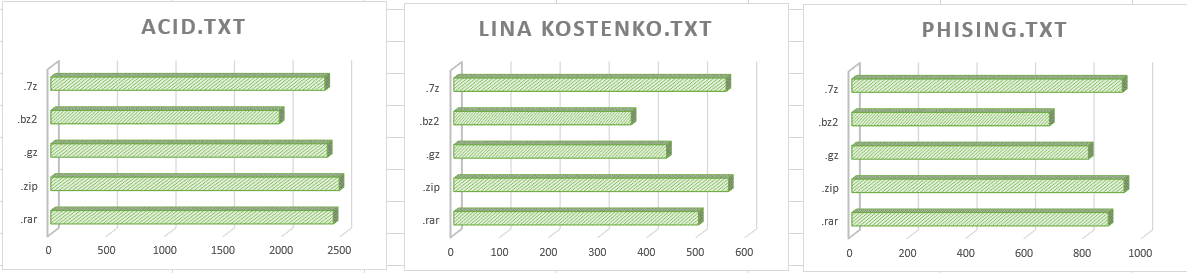 ACID.TXT
.7z
.bz2
.gz
.zip
.rar
0 500 1000 1500 2000 2500
LINA KOSTENKO.TXT
.7z
.bz2
.gz
.zip
.rar
0 100 200 300 400 500 600
PHISING.TXT
.7z
.bz2
.gz
.zip
.rar
0 200 400 600 800 1000